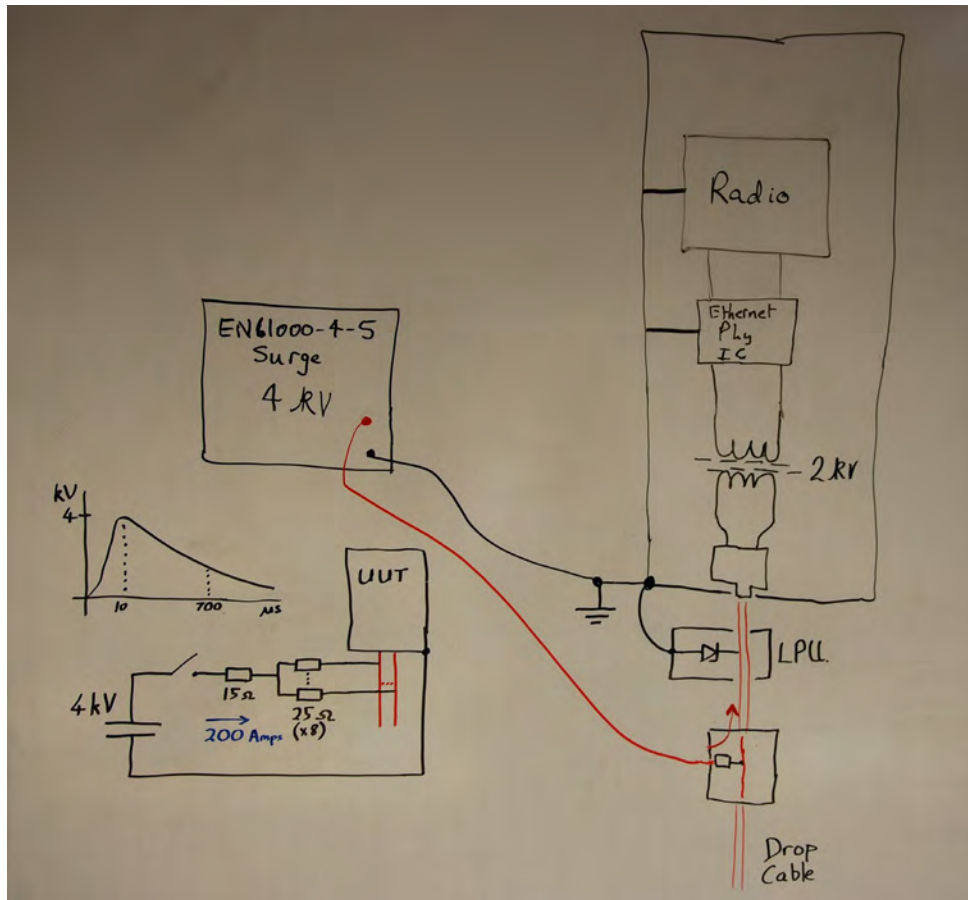 Radio
Ethernet
Phy
IC
2kV
EN61000-4-5
Surge
4 kV
kV
4
10
700
µs
UUT
LPU.
4kV
15Ω
25Ω
(x8)
200 Amps
Drop
Cable